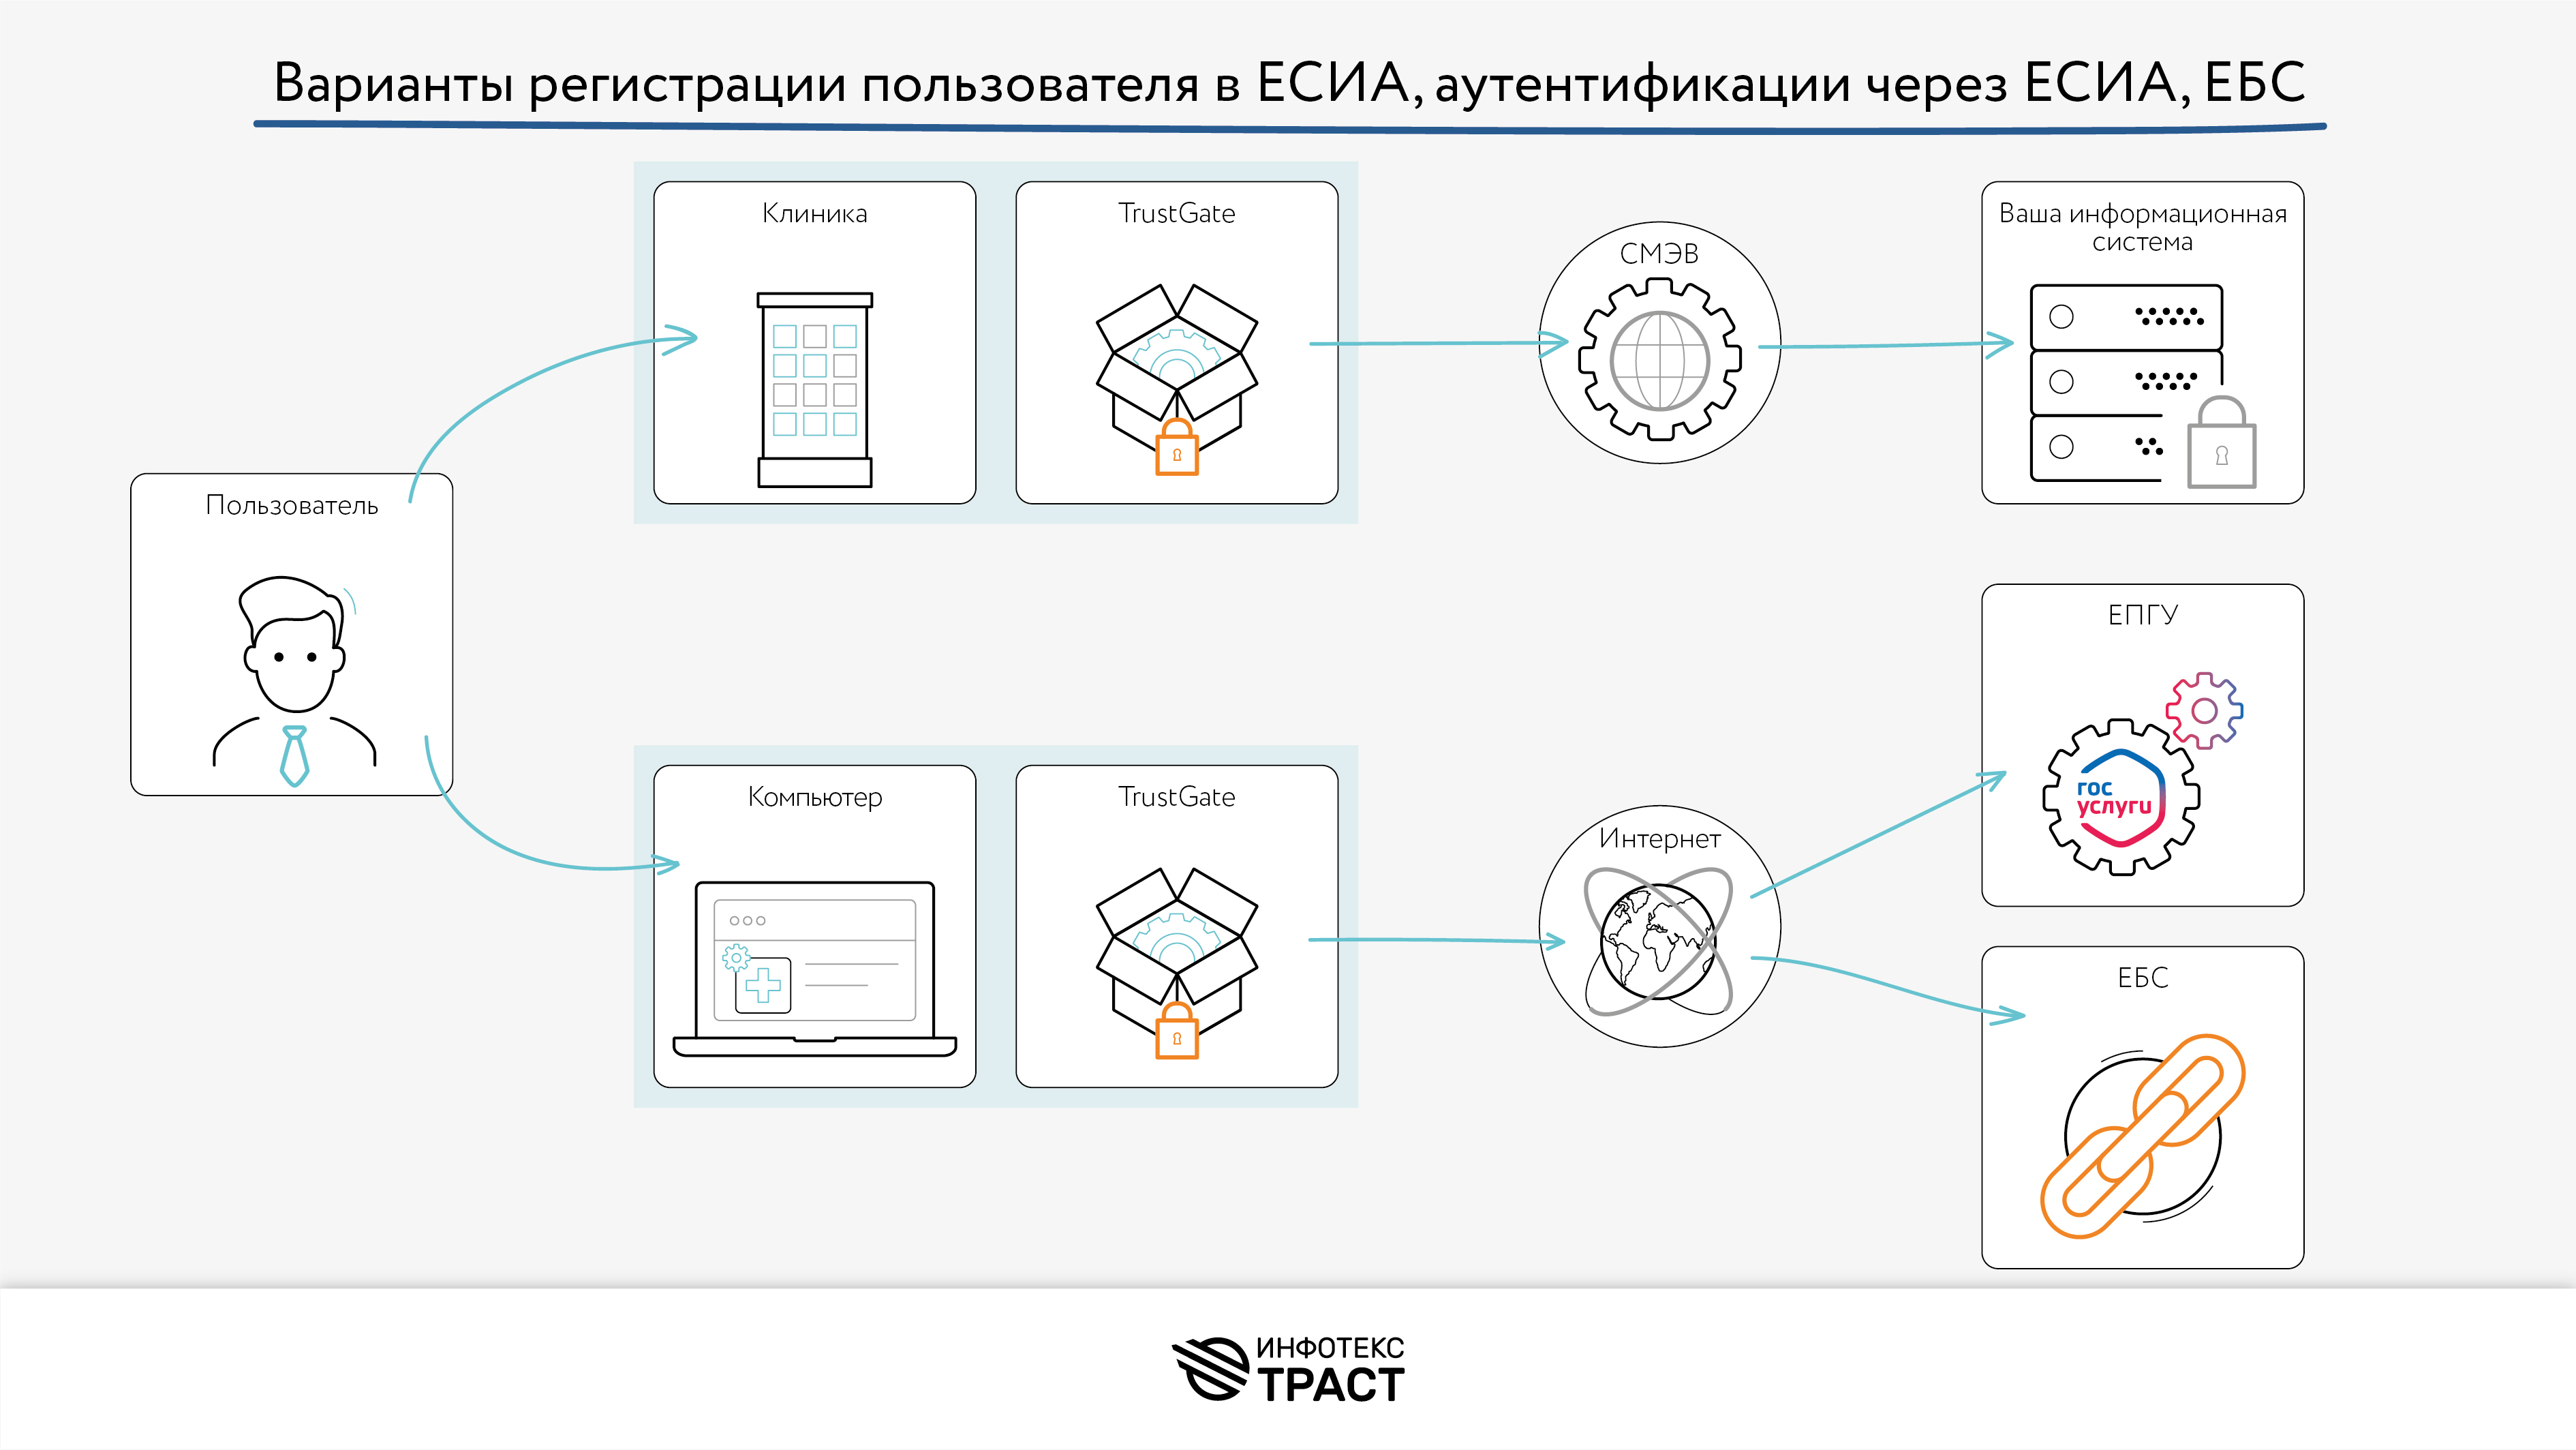 Варианты регистрации пользователя в ЕСИА, аутентификации через ЕСИА, ЕБС
Клиника
TrustGate
СМЭВ
Ваша информационная
система
Пользователь
ЕПГУ
гос
услуги
Компьютер
TrustGate
Интернет
ЕБС
ИНФОТЕКС
ТРАСТ